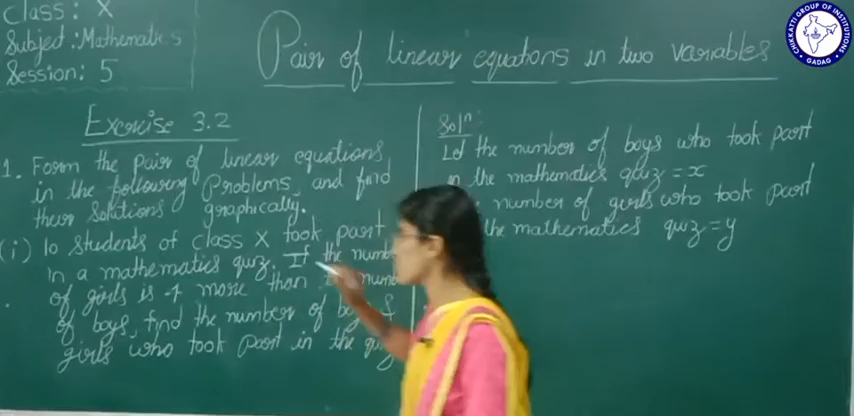 Class: X
Subject: Mathematics
Session: 5
Pair of linear equations in two variables
CHIKKATTI GROUP OF INSTITUTIONS
GADAG
Exercise 3.2
1. Form the pair of linear equations
in the following Problems, and find
their Solutions graphically.
(i) 10 students of class X took part
in a mathematics quiz. If the numb
of girls is 4 more than num
of boys, find the number of boys &
girls who took part in the qu
Solⁿ:
Let the number of boys who took part
in the mathematics quiz = x
number of girls who took part
the mathematics quiz = y